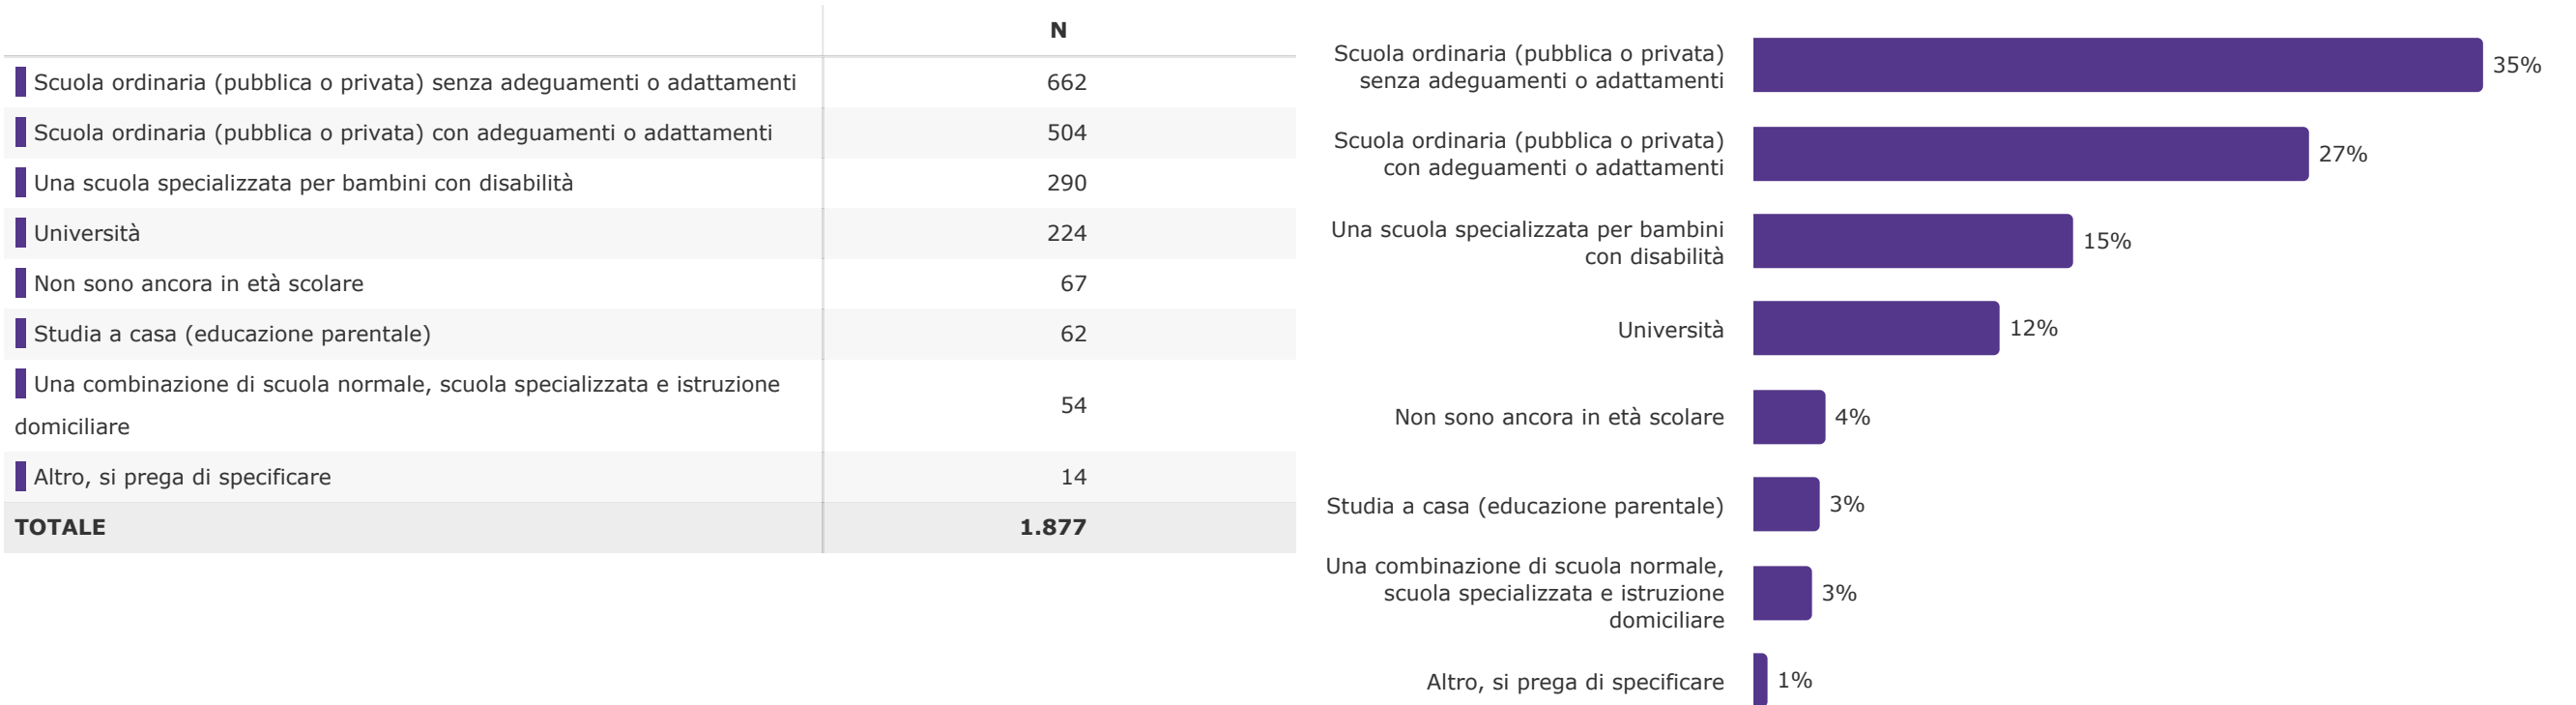 N
Scuola ordinaria (pubblica o privata) senza adeguamenti o adattamenti 662
Scuola ordinaria (pubblica o privata) con adeguamenti o adattamenti 504
Una scuola specializzata per bambini con disabilità 290
Università 224
Non sono ancora in età scolare 67
Studia a casa (educazione parentale) 62
Una combinazione di scuola normale, scuola specializzata e istruzione
domiciliare 54
Altro, si prega di specificare 14
TOTALE 1.877
Scuola ordinaria (pubblica o privata)
senza adeguamenti o adattamenti 35%
Scuola ordinaria (pubblica o privata)
con adeguamenti o adattamenti 27%
Una scuola specializzata per bambini
con disabilità 15%
Università 12%
Non sono ancora in età scolare 4%
Studia a casa (educazione parentale) 3%
Una combinazione di scuola normale,
scuola specializzata e istruzione 3%
domiciliare
Altro, si prega di specificare 1%